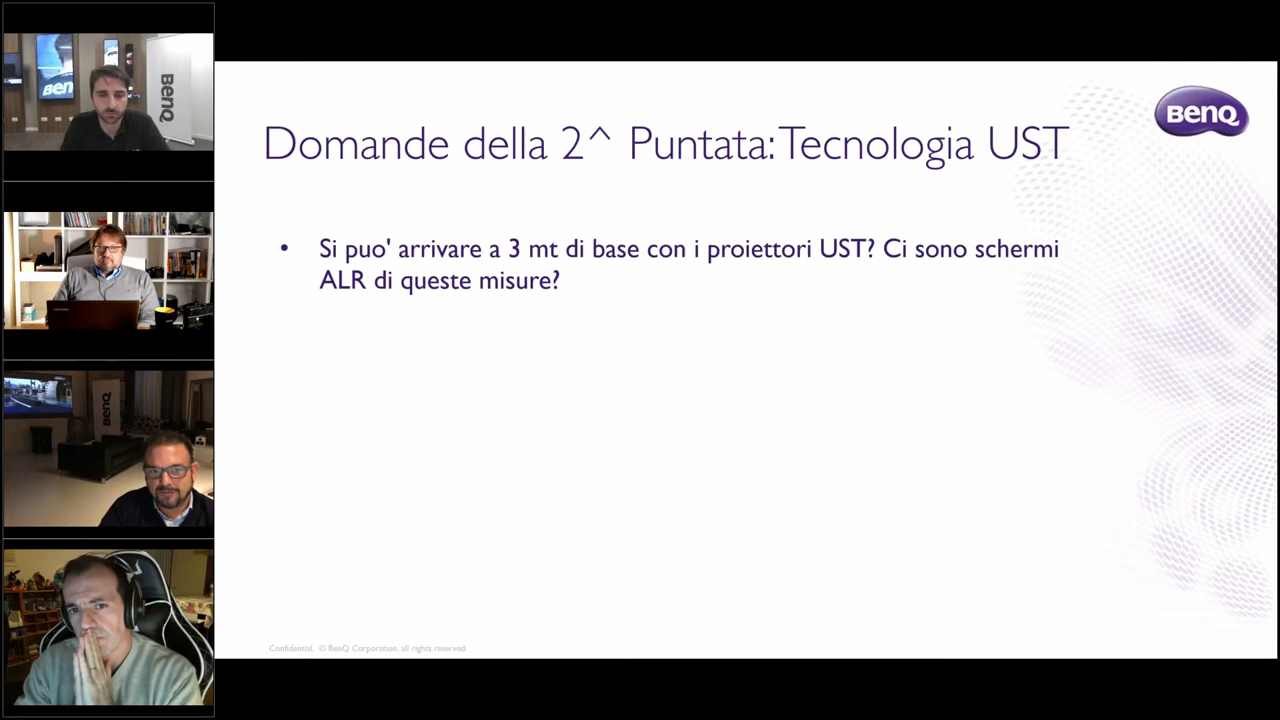 BenQ
Domande della 2^ Puntata: Tecnologia UST
• Si puo' arrivare a 3 mt di base con i proiettori UST? Ci sono schermi
ALR di queste misure?
Confidential. © BenQ Corporation, all rights reserved.
BenQ
BenQ
BenQ